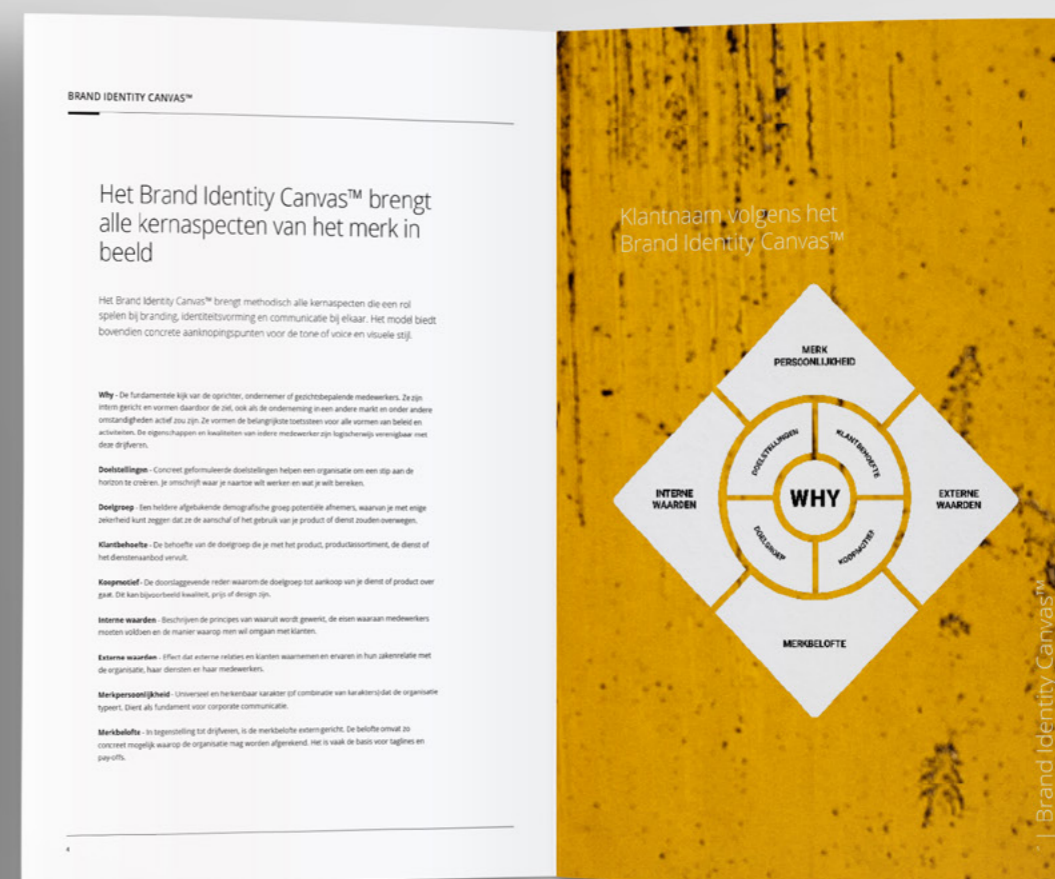 BRAND IDENTITY CANVAS™
Het Brand Identity Canvas™ brengt
alle kernaspecten van het merk in
beeld
Het Brand Identity Canvas™ brengt methodisch alle kernaspecten die een rol
spelen bij branding, identiteitsvorming en communicatie bij elkaar. Het model biedt
bovendien concrete aanknopingspunten voor de tone of voice en visuele stijl.
Why - De fundamentele kijk van de oprichter, ondernemer of gezichtsbepalende medewerkers. Ze zijn
intern gericht en vormen daardoor de ziel, ook als de onderneming in een andere markt en onder andere
omstandigheden actief zou zijn. Ze vormen de belangrijkste toetssteen voor alle vormen van beleid en
activiteiten. De eigenschappen en kwaliteiten van iedere medewerker zijn logischerwijs verenigbaar met
deze drijfveren.
Doelstellingen - Concreet geformuleerde doelstellingen helpen een organisatie om een stip aan de
horizon te creëren. Je omschrijft waar je naartoe wilt werken en wat je wilt bereiken.
Doelgroep - Een heldere afgebakende demografische groep potentiële afnemers, waarvan je met enige
zekerheid kunt zeggen dat ze de aanschaf of het gebruik van je product of dienst zouden overwegen.
Klantbehoefte - De behoefte van de doelgroep die je met het product, productassortiment, de dienst of
het dienstenaanbod vervult.
Koopmotief - De doorslaggevende reder waarom de doelgroep tot aankoop van je dienst of product over
gaat. Dit kan bijvoorbeeld kwaliteit, prijs of design zijn.
Interne waarden - Beschrijven de principes van waaruit wordt gewerkt, de eisen waaraan medewerkers
moeten voldoen en de manier waarop men wil omgaan met klanten.
Externe waarden - Effect dat externe relaties en klanten waarnemen en ervaren in hun zakenrelatie met
de organisatie, haar diensten en haar medewerkers.
Merkpersoonlijkheid - Universeel en herkenbaar karakter (of combinatie van karakters) dat de organisatie
typeert. Dient als fundament voor corporate communicatie.
Merkbelofte - In tegenstelling tot drijfveren, is de merkbelofte extern gericht. De belofte omvat zo
concreet mogelijk waarop de organisatie mag worden afgerekend. Het is vaak de basis voor taglines en
pay-offs.
4
Klantnaam volgens het
Brand Identity Canvas™
MERK
PERSOONLIJKHEID
DOELSTELLINGEN
KLANTBEHOEFTE
INTERNE
WAARDEN
WHY
EXTERNE
WAARDEN
DOELGROEP
KOOPMOTIEF
MERKBELOFTE
| Brand Identity Canvas™